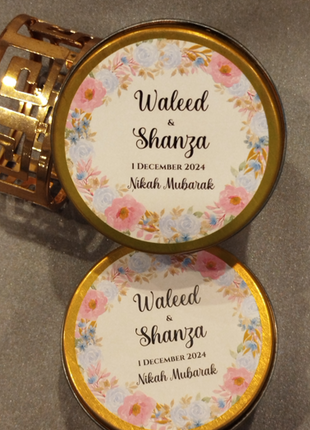 Waleed
&
Shanza
1 December 2024
Nikah Mubarak
Waleed
&
Shanza
1 December 2024
Nikah Mubarak